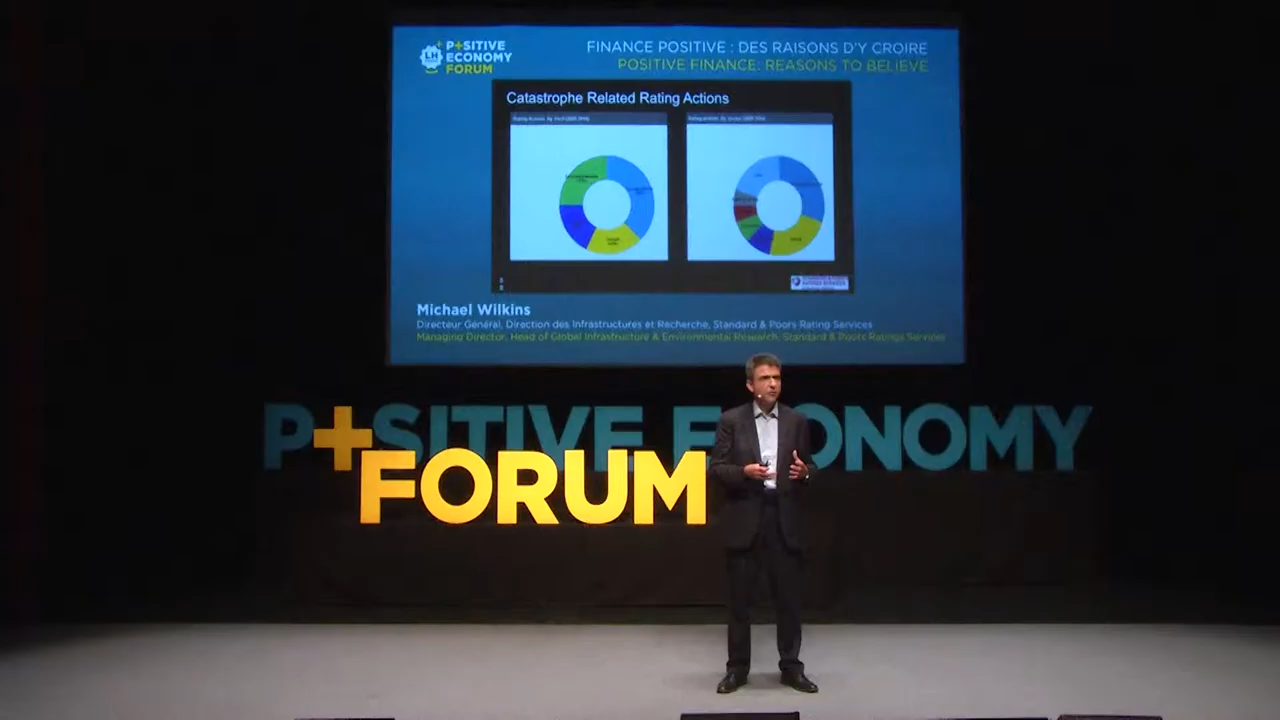 P+SITIVE
ECONOMY
FORUM
FINANCE POSITIVE : DES RAISONS D'Y CROIRE
POSITIVE FINANCE: REASONS TO BELIEVE
Catastrophe Related Rating Actions
Michael Wilkins
Directeur Général, Direction des Infrastructures et Recherche, Standard & Poors Rating Services
Managing Director, Head of Global Infrastructure & Environmental Research, Standard & Poors Ratings Services
P+SITIVE ECONOMY
FORUM